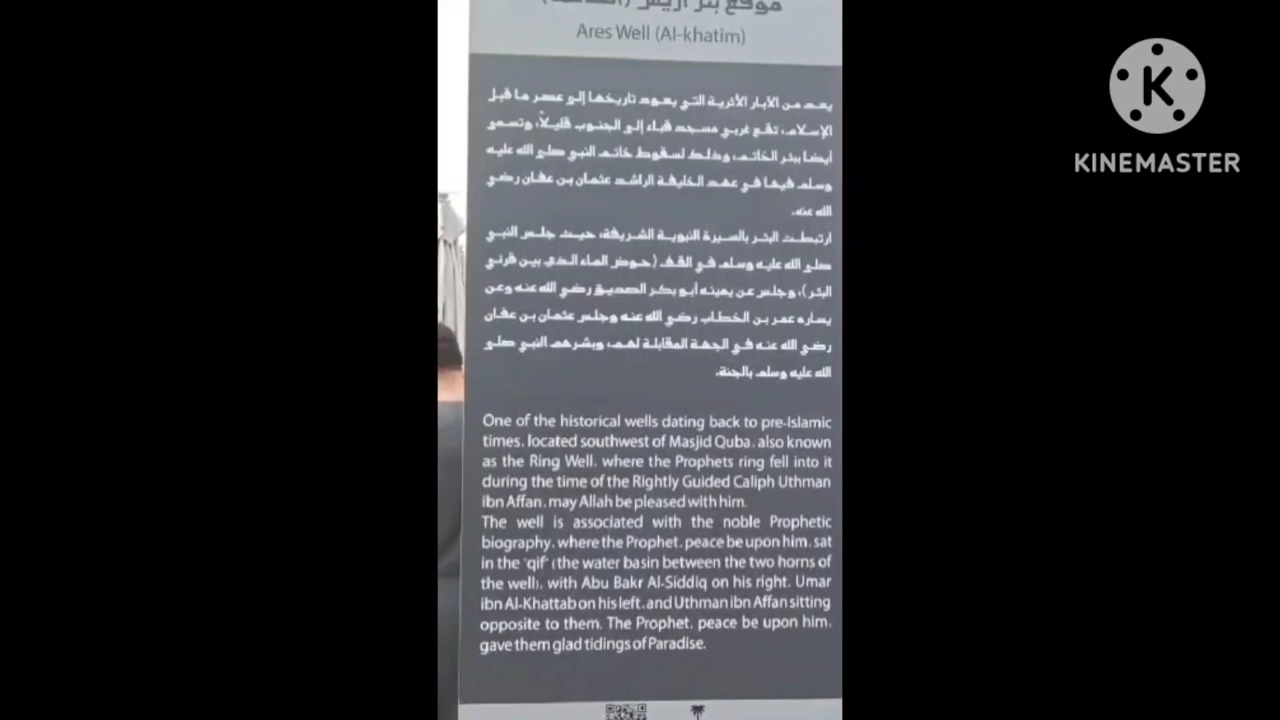 موقع بئر أريس (الخاتم)
Ares Well (Al-khatim)
يعد من الآبار الأثرية التي يعود تاريخها إلى عصر ما قبل
الإسلام، تقع غربي مسجد قباء إلى الجنوب قليلاً، وتسمى
أيضا ببئر الخاتم، وذلك لسقوط خاتم النبي صلى الله عليه
وسلم فيها في عهد الخليفة الراشد عثمان بن عفان رضي
الله عنه.
ارتبطت البئر بالسيرة النبوية الشريفة، حيث جلس النبي
صلى الله عليه وسلم في القف (حوض الماء الذي بين قرني
البئر)، وجلس عن يمينه أبو بكر الصديق رضي الله عنه وعن
يساره عمر بن الخطاب رضي الله عنه وجلس عثمان بن عفان
رضي الله عنه في الجهة المقابلة لهم، وبشرهم النبي صلى
الله عليه وسلم بالجنة.
One of the historical wells dating back to pre-Islamic
times, located southwest of Masjid Quba, also known
as the Ring Well, where the Prophets ring fell into it
during the time of the Rightly Guided Caliph Uthman
ibn Affan, may Allah be pleased with him.
The well is associated with the noble Prophetic
biography, where the Prophet, peace be upon him, sat
in the "qif" (the water basin between the two horns of
the well), with Abu Bakr Al-Siddiq on his right, Umar
ibn Al-Khattab on his left, and Uthman ibn Affan sitting
opposite to them. The Prophet, peace be upon him,
gave them glad tidings of Paradise.
K
KINEMASTER